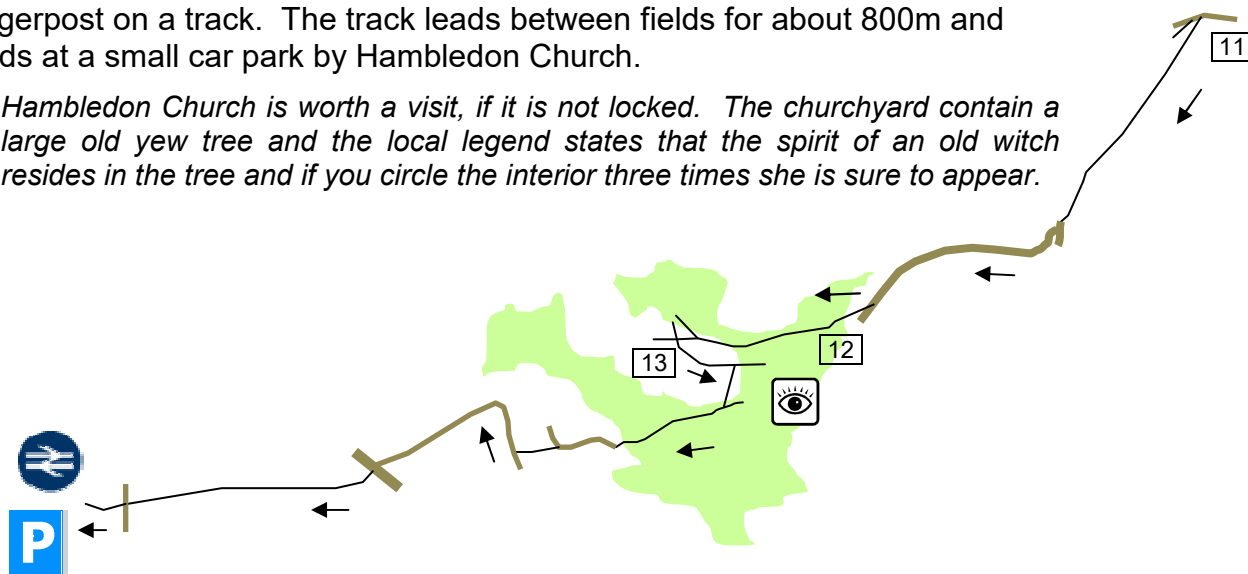 gerpost on a track. The track leads between fields for about 800m and
ds at a small car park by Hambledon Church.
Hambledon Church is worth a visit, if it is not locked. The churchyard contain a
large old yew tree and the local legend states that the spirit of an old witch
resides in the tree and if you circle the interior three times she is sure to appear.
11
12
13
P